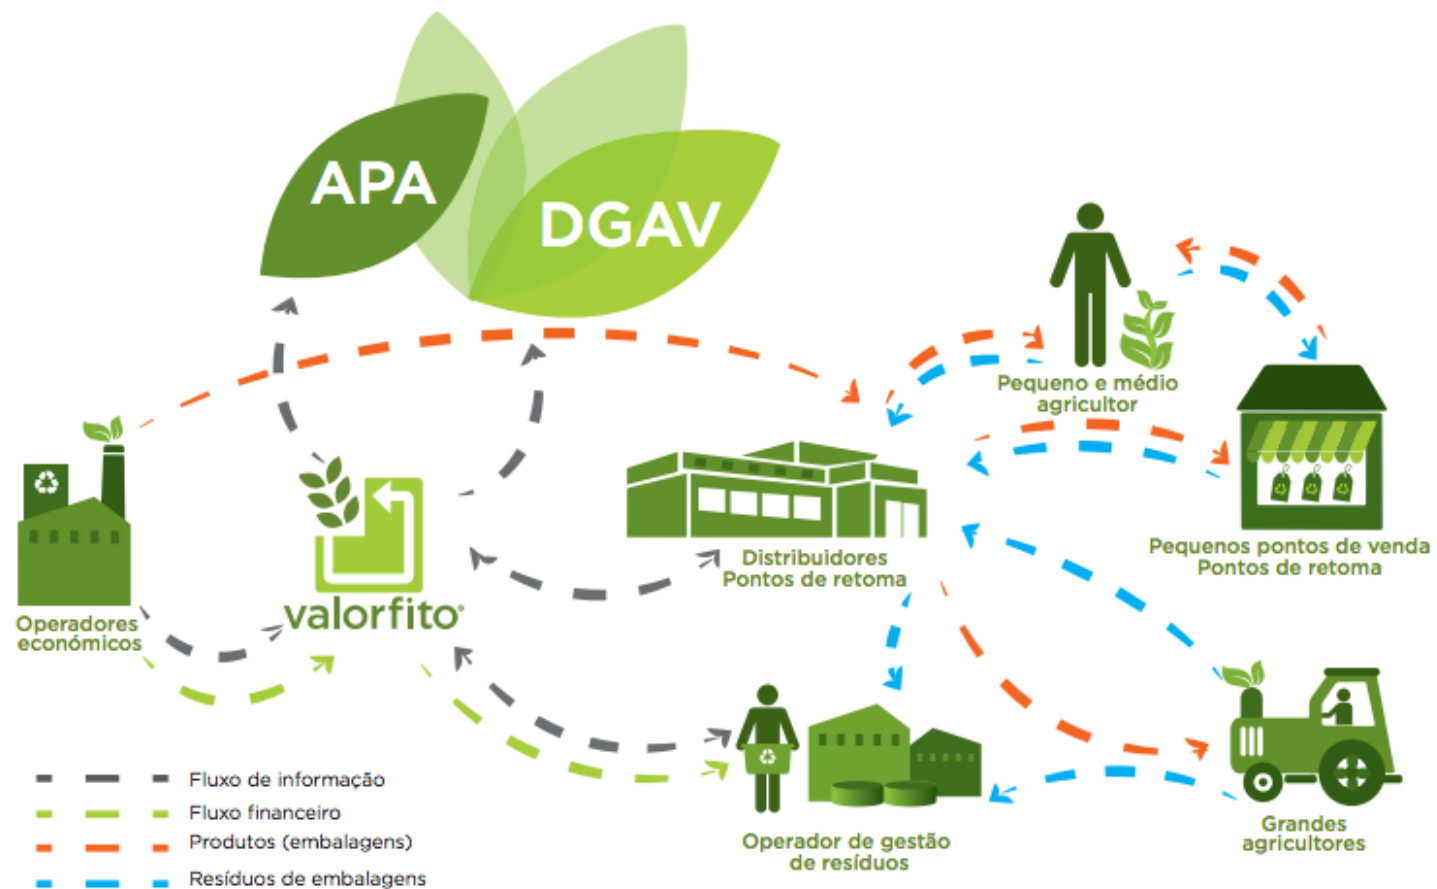 APA
DGAV
Pequeno e médio
agricultor
Pequenos pontos de venda
Pontos de retoma
Distribuidores
Pontos de retoma
valorfito®
Operadores
económicos
Operador de gestão
de resíduos
Grandes
agricultores
Fluxo de informação
Fluxo financeiro
Produtos (embalagens)
Resíduos de embalagens